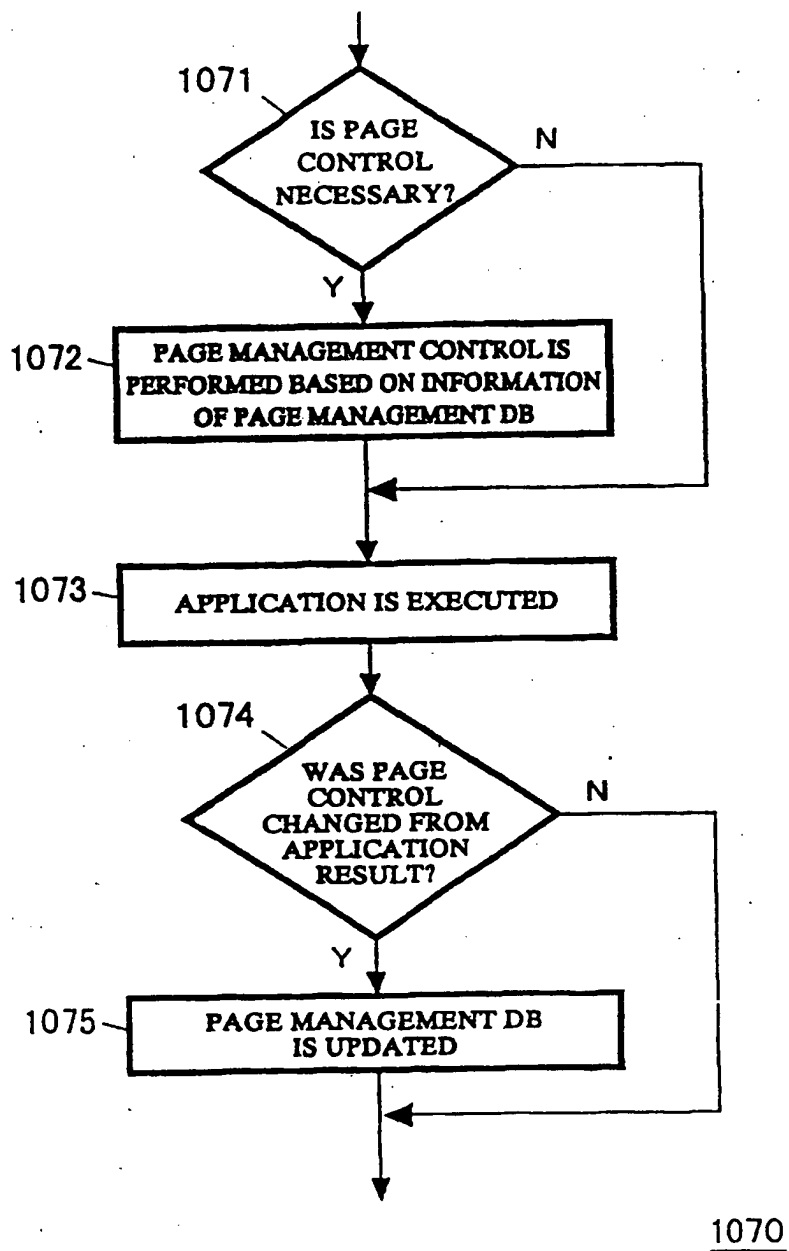 1071
IS PAGE
CONTROL
NECESSARY?
N
Y
1072
PAGE MANAGEMENT CONTROL IS
PERFORMED BASED ON INFORMATION
OF PAGE MANAGEMENT DB
1073
APPLICATION IS EXECUTED
1074
WAS PAGE
CONTROL
CHANGED FROM
APPLICATION
RESULT?
N
Y
1075
PAGE MANAGEMENT DB
IS UPDATED
1070